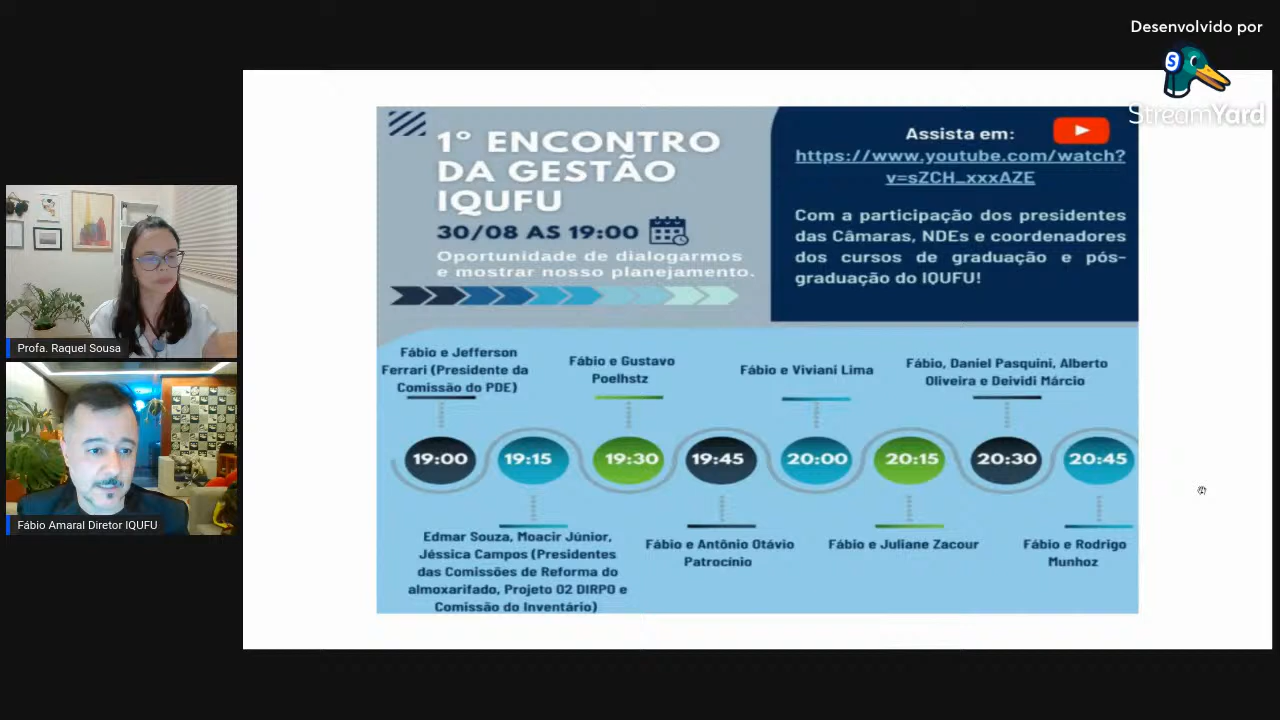 Desenvolvido por
S
StreamYard
1º ENCONTRO
DA GESTÃO
IQUFU
30/08 AS 19:00
Oportunidade de dialogarmos
e mostrar nosso planejamento.
Assista em:
https://www.youtube.com/watch?
v=sZCH_xxxAZE
Com a participação dos presidentes
das Câmaras, NDEs e coordenadores
dos cursos de graduação e pós-
graduação do IQUFU!
Profa. Raquel Sousa
Fábio Amaral Diretor IQUFU
Fábio e Jefferson
Ferrari (Presidente da
Comissão do PDE)
Fábio e Gustavo
Poelhstz
Fábio e Viviani Lima
Fábio, Daniel Pasquini, Alberto
Oliveira e Deividi Márcio
19:00
19:15
19:30
19:45
20:00
20:15
20:30
20:45
Edmar Souza, Moacir Júnior,
Jéssica Campos (Presidentes
das Comissões de Reforma do
almoxarifado, Projeto 02 DIRPO e
Comissão do Inventário)
Fábio e Antônio Otávio
Patrocínio
Fábio e Juliane Zacour
Fábio e Rodrigo
Munhoz